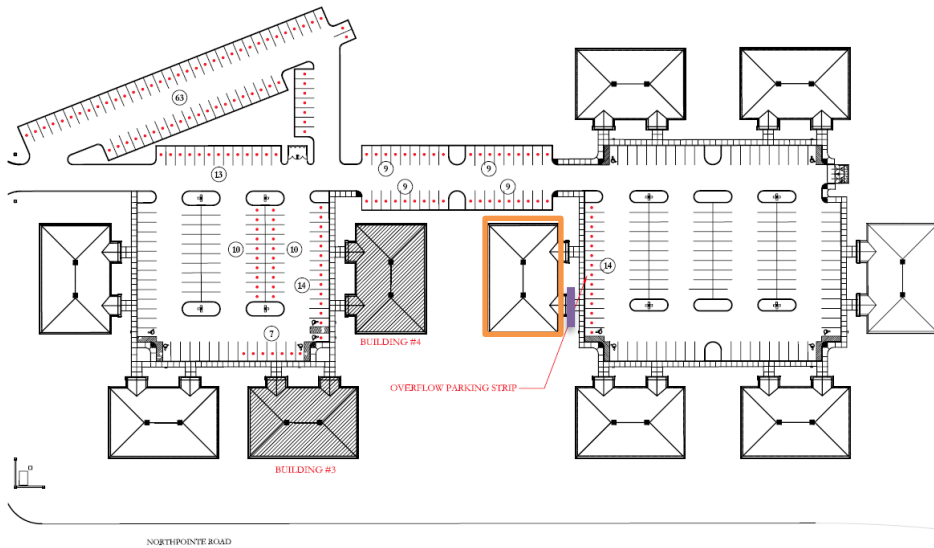 63
13
9
9
9
9
10
10
14
14
7
BUILDING #4
OVERFLOW PARKING STRIP
BUILDING #3
NORTHPOINTE ROAD